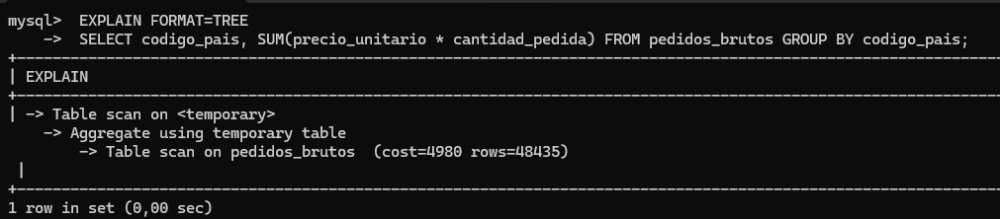 mysql>  EXPLAIN FORMAT=TREE
    ->  SELECT codigo_pais, SUM(precio_unitario * cantidad_pedida) FROM pedidos_brutos GROUP BY codigo_pais;
| EXPLAIN
| -> Table scan on <temporary>
    -> Aggregate using temporary table
        -> Table scan on pedidos_brutos  (cost=4980 rows=48435)
 |
1 row in set (0,00 sec)